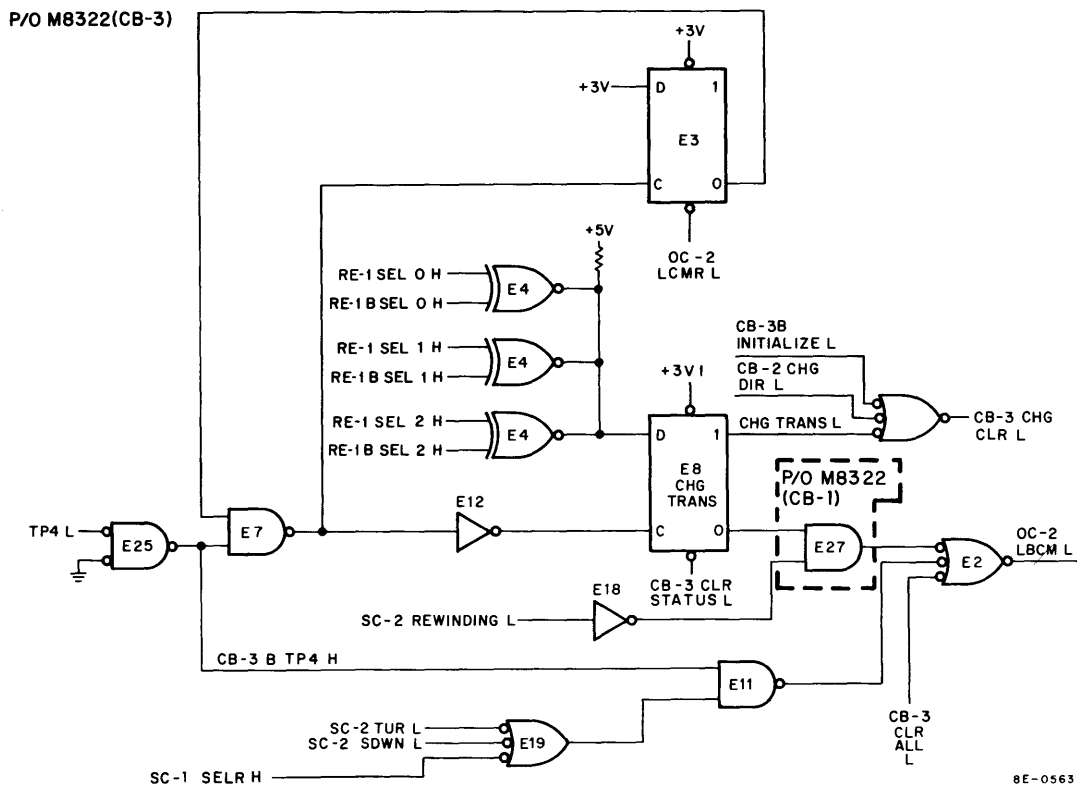 P/O M8322(CB-3)
+3V
+3V
D
1
E3
C
0
OC-2
LCMR L
+5V
RE-1 SEL 0 H
RE-1B SEL 0 H
E4
RE-1 SEL 1 H
RE-1B SEL 1 H
E4
RE-1 SEL 2 H
RE-1B SEL 2 H
E4
+3V1
D
1
E8
CHG
TRANS
C
0
CB-3 CLR
STATUS L
CB-3B
INITIALIZE L
CB-2 CHG
DIR L
CHG TRANS L
CB-3 CHG
CLR L
P/O M8322
(CB-1)
E27
TP4 L
E25
E7
E12
E18
SC-2 REWINDING L
E2
OC-2
LBCM L
CB-3 B TP4 H
E11
SC-2 TUR L
SC-2 SDWN L
E19
SC-1 SELR H
CB-3
CLR
ALL
L
8E-0563